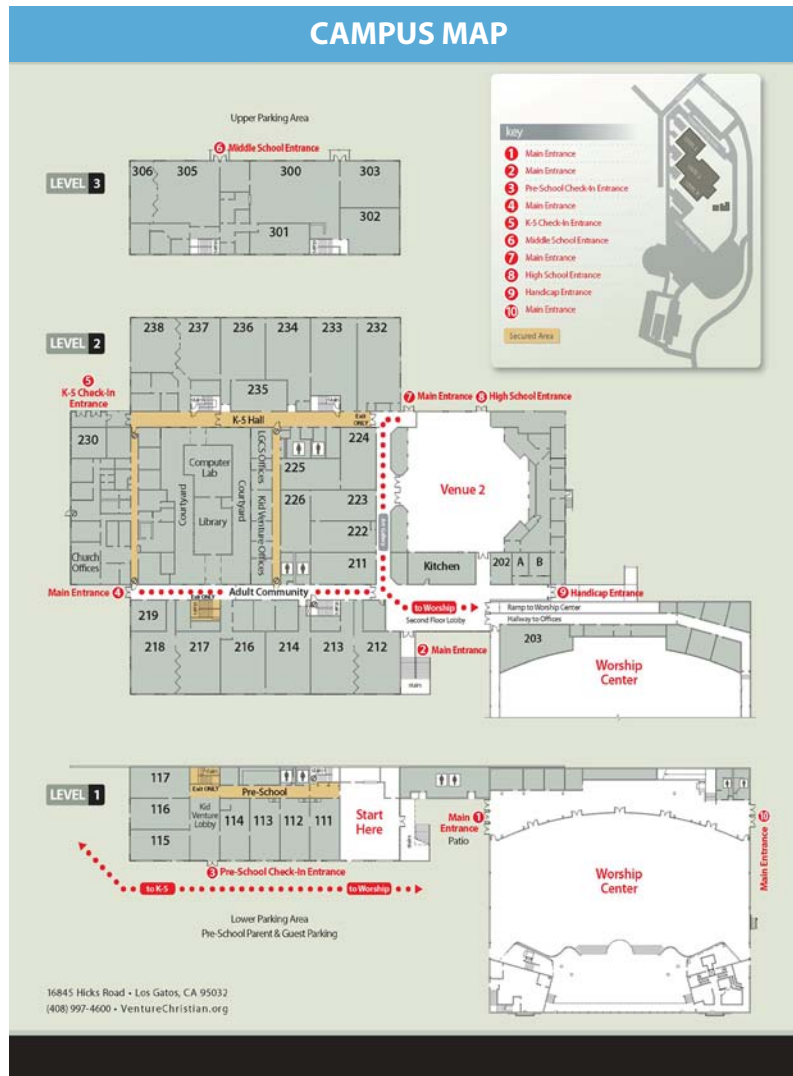 CAMPUS MAP
Upper Parking Area
6 Middle School Entrance
LEVEL 3
306
305
300
303
302
301
key
1 Main Entrance
2 Main Entrance
3 Pre-School Check-In Entrance
4 Main Entrance
5 K-5 Check-In Entrance
6 Middle School Entrance
7 Main Entrance
8 High School Entrance
9 Handicap Entrance
10 Main Entrance
Secured Area
LEVEL 2
238
237
236
234
233
232
235
5
K-5 Check-In
Entrance
7 Main Entrance
8 High School Entrance
K-5 Hall
Exit
ONLY
230
224
Computer
Lab
LGCS Offices
225
Venue 2
Courtyard
Courtyard
226
223
Library
Kid Venture Offices
222
211
Church
Offices
Kitchen
202
A
B
Main Entrance 4
Adult Community
9 Handicap Entrance
Exit ONLY
to Worship
Second Floor Lobby
Ramp to Worship Center
Hallway to Offices
219
203
218
217
216
214
213
212
2 Main Entrance
stairs
Worship
Center
LEVEL 1
117
Exit ONLY
Pre-School
116
Kid
Venture
Lobby
114
113
112
111
115
Start
Here
stairs
Main 1
Entrance
Patio
10
Main Entrance
Worship
Center
3 Pre-School Check-In Entrance
to K-5
to Worship
Lower Parking Area
Pre-School Parent & Guest Parking
16845 Hicks Road • Los Gatos, CA 95032
(408) 997-4600 • VentureChristian.org